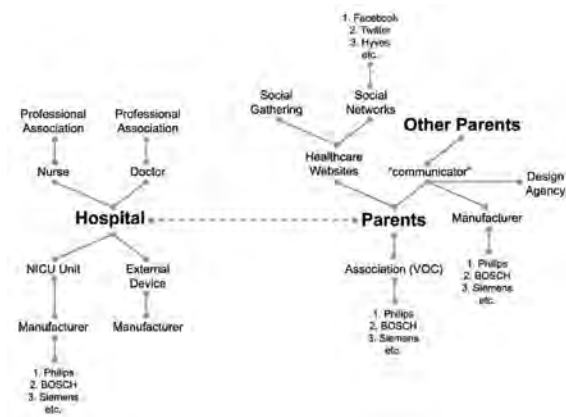 1. Facebook
2. Twitter
3. Hyves
etc.
Social
Gathering
Social
Networks
Professional
Association
Professional
Association
Other Parents
Nurse
Doctor
Healthcare
Websites
"communicator"
Design
Agency
Hospital
Parents
Manufacturer
NICU Unit
External
Device
Association (VOC)
1. Philips
2. BOSCH
3. Siemens
etc.
Manufacturer
Manufacturer
1. Philips
2. BOSCH
3. Siemens
etc.
1. Philips
2. BOSCH
3. Siemens
etc.